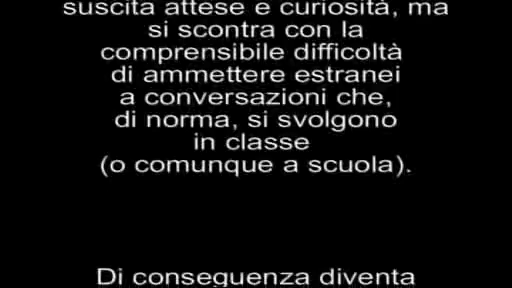 suscita attese e curiosità, ma
si scontra con la
comprensibile difficoltà
di ammettere estranei
a conversazioni che,
di norma, si svolgono
in classe
(o comunque a scuola).
Di conseguenza diventa